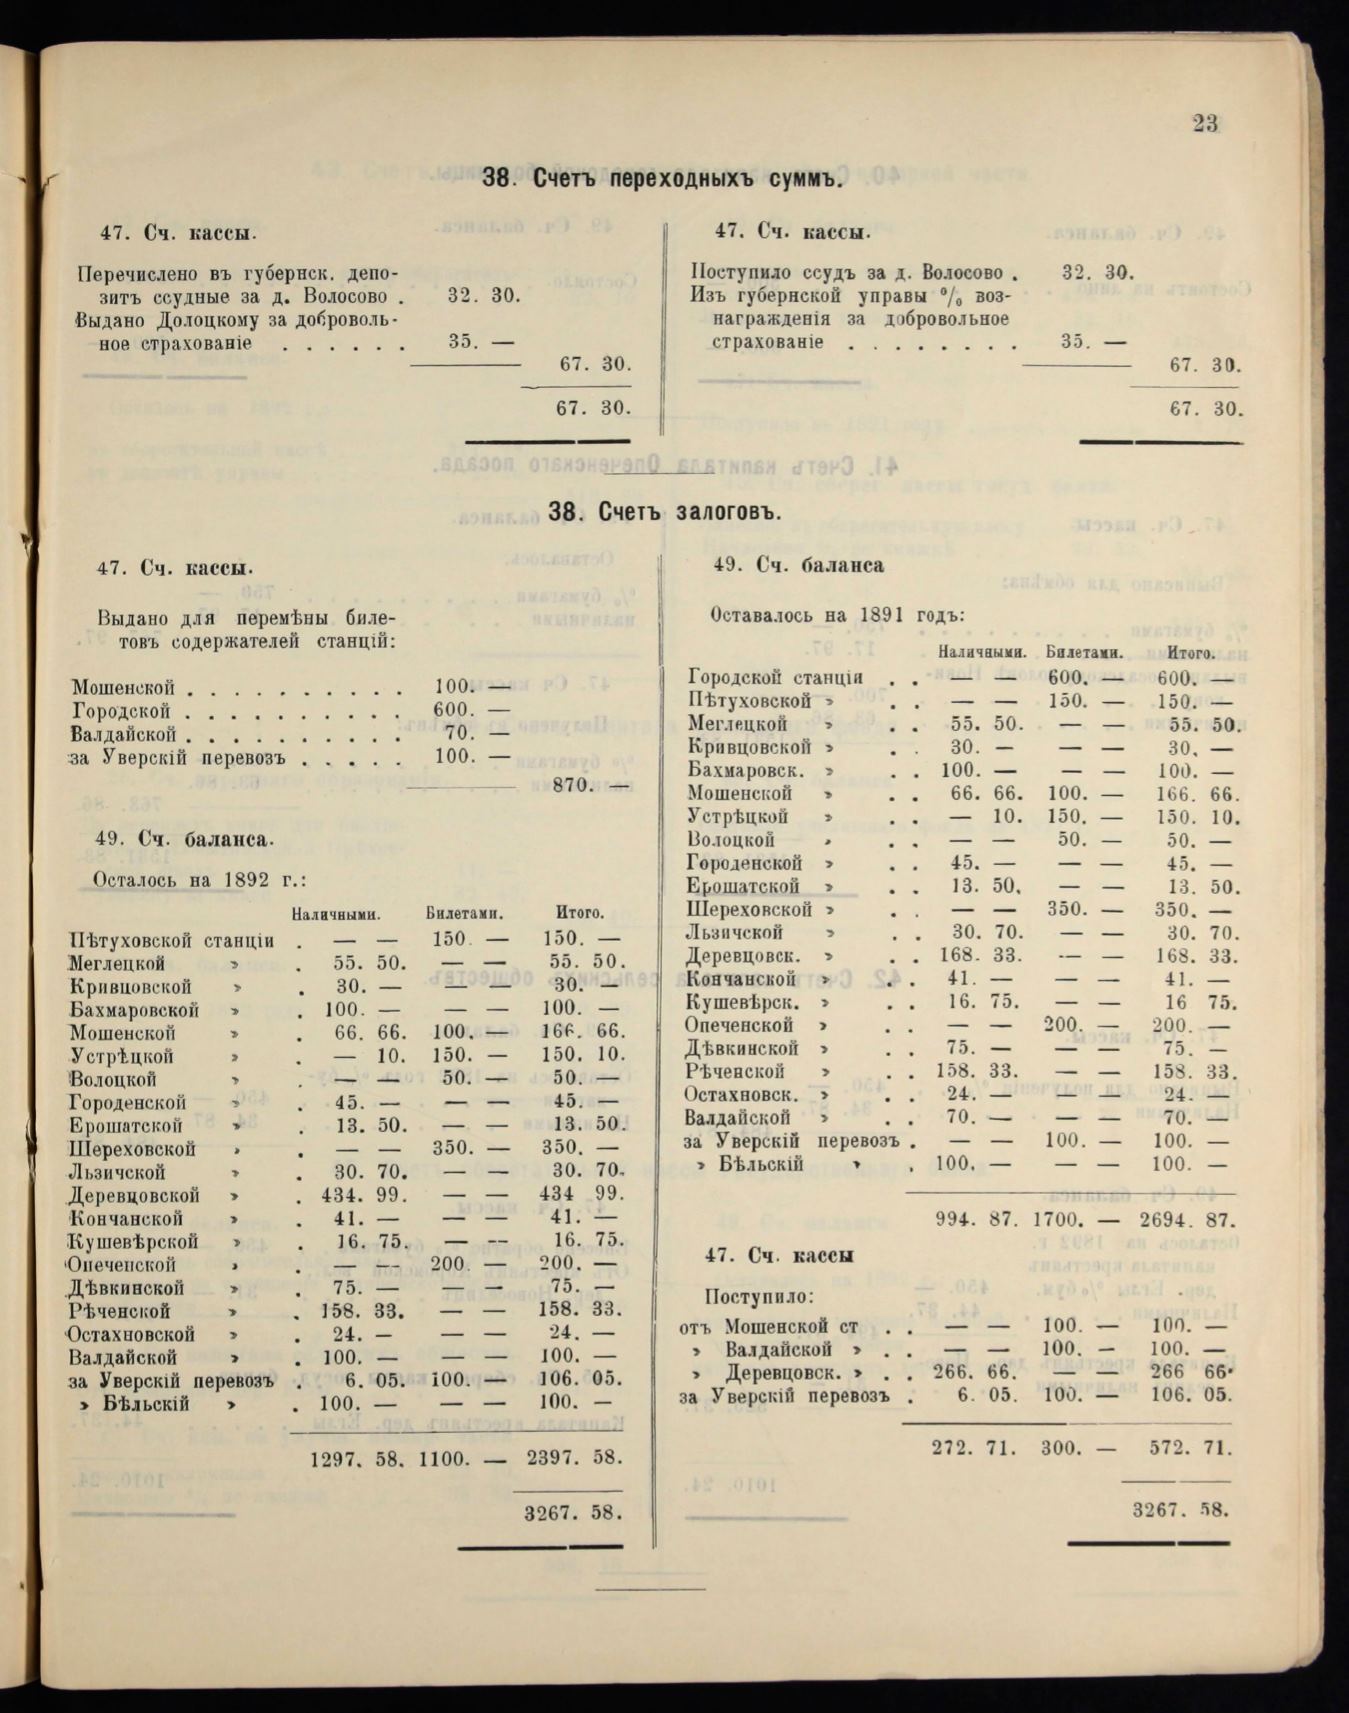 23
38. Счетъ переходныхъ суммъ.
47. Сч. кассы.
Перечислено въ губернск. депо-
зитъ ссудные за д. Волосово . 32. 30.
Выдано Долоцкому за доброволь-
ное страхованіе . . . . . . 35. —
67. 30.
67. 30.
47. Сч. кассы.
Поступило ссудъ за д. Волосово . 32. 30.
Изъ губернской управы % воз-
награжденія за добровольное
страхованіе . . . . . . . . 35. —
67. 30.
67. 30.
38. Счетъ залоговъ.
47. Сч. кассы.
Выдано для перемѣны биле-
товъ содержателей станцій:
Мошенской . . . . . . . . . . 100. —
Городской . . . . . . . . . . 600. —
Валдайской . . . . . . . . . . 70. —
за Уверскій перевозъ . . . . . 100. —
870. —
49. Сч. баланса.
Осталось на 1892 г.:
Наличными. Билетами. Итого.
Пѣтуховской станціи . — — 150. — 150. —
Меглецкой » . 55. 50. — — 55. 50.
Кривцовской » . 30. — — — 30. —
Бахмаровской » . 100. — — — 100. —
Мошенской » . 66. 66. 100. — 166. 66.
Устрѣцкой » . — 10. 150. — 150. 10.
Волоцкой » . — — 50. — 50. —
Городенской » . 45. — — — 45. —
Ерошатской » . 13. 50. — — 13. 50.
Шереховской » . — — 350. — 350. —
Льзичской » . 30. 70. — — 30. 70.
Деревцовской » . 434. 99. — — 434 99.
Кончанской » . 41. — — — 41. —
Кушевѣрской » . 16. 75. — — 16. 75.
Опеченской » . — — 200. — 200. —
Дѣвкинской » . 75. — — — 75. —
Рѣченской » . 158. 33. — — 158. 33.
Остахновской » . 24. — — — 24. —
Валдайской » . 100. — — — 100. —
за Уверскій перевозъ . 6. 05. 100. — 106. 05.
» Бѣльскій » . 100. — — — 100. —
1297. 58. 1100. — 2397. 58.
3267. 58.
49. Сч. баланса
Оставалось на 1891 годъ:
Наличными. Билетами. Итого.
Городской станціи . . — — 600. — 600. —
Пѣтуховской » . . — — 150. — 150. —
Меглецкой » . . 55. 50. — — 55. 50.
Кривцовской » . . 30. — — — 30. —
Бахмаровск. » . . 100. — — — 100. —
Мошенской » . . 66. 66. 100. — 166. 66.
Устрѣцкой » . . — 10. 150. — 150. 10.
Волоцкой » . . — — 50. — 50. —
Городенской » . . 45. — — — 45. —
Ерошатской » . . 13. 50. — — 13. 50.
Шереховской » . . — — 350. — 350. —
Льзичской » . . 30. 70. — — 30. 70.
Деревцовск. » . . 168. 33. — — 168. 33.
Кончанской » . . 41. — — — 41. —
Кушевѣрск. » . . 16. 75. — — 16 75.
Опеченской » . . — — 200. — 200. —
Дѣвкинской » . . 75. — — — 75. —
Рѣченской » . . 158. 33. — — 158. 33.
Остахновск. » . . 24. — — — 24. —
Валдайской » . . 70. — — — 70. —
за Уверскій перевозъ . — — 100. — 100. —
» Бѣльскій » . 100. — — — 100. —
994. 87. 1700. — 2694. 87.
47. Сч. кассы
Поступило:
отъ Мошенской ст . . — — 100. — 100. —
» Валдайской » . . — — 100. — 100. —
» Деревцовск. » . . 266. 66. — — 266 66.
за Уверскій перевозъ . 6. 05. 100. — 106. 05.
272. 71. 300. — 572. 71.
3267. 58.